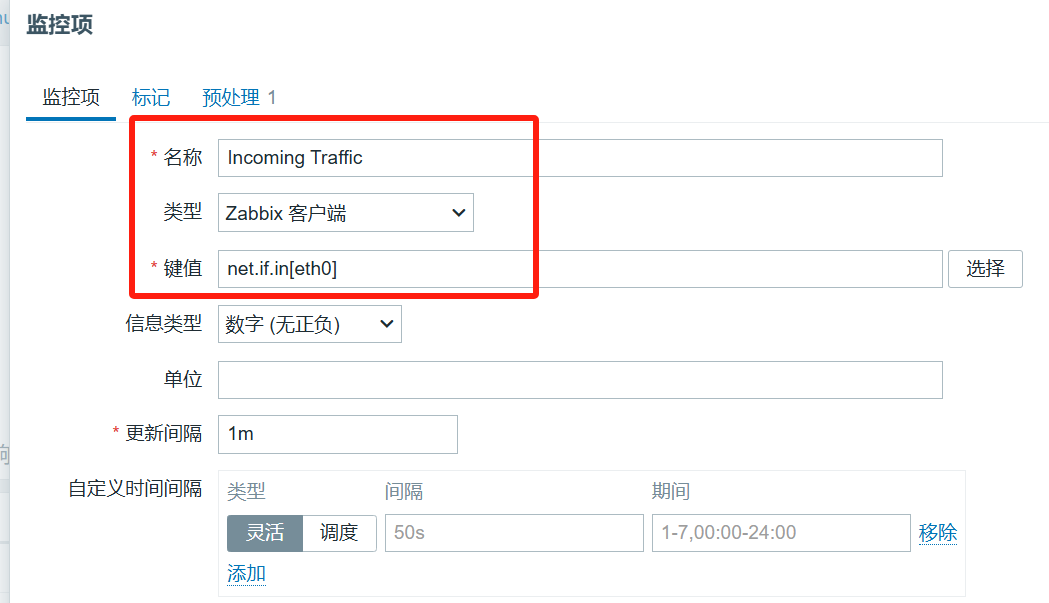 监控项
监控项 标记 预处理 1
* 名称 Incoming Traffic
类型 Zabbix 客户端
* 键值 net.if.in[eth0] 选择
信息类型 数字 (无正负)
单位
* 更新间隔 1m
自定义时间间隔 类型 间隔 期间
灵活 调度 50s 1-7,00:00-24:00 移除
添加